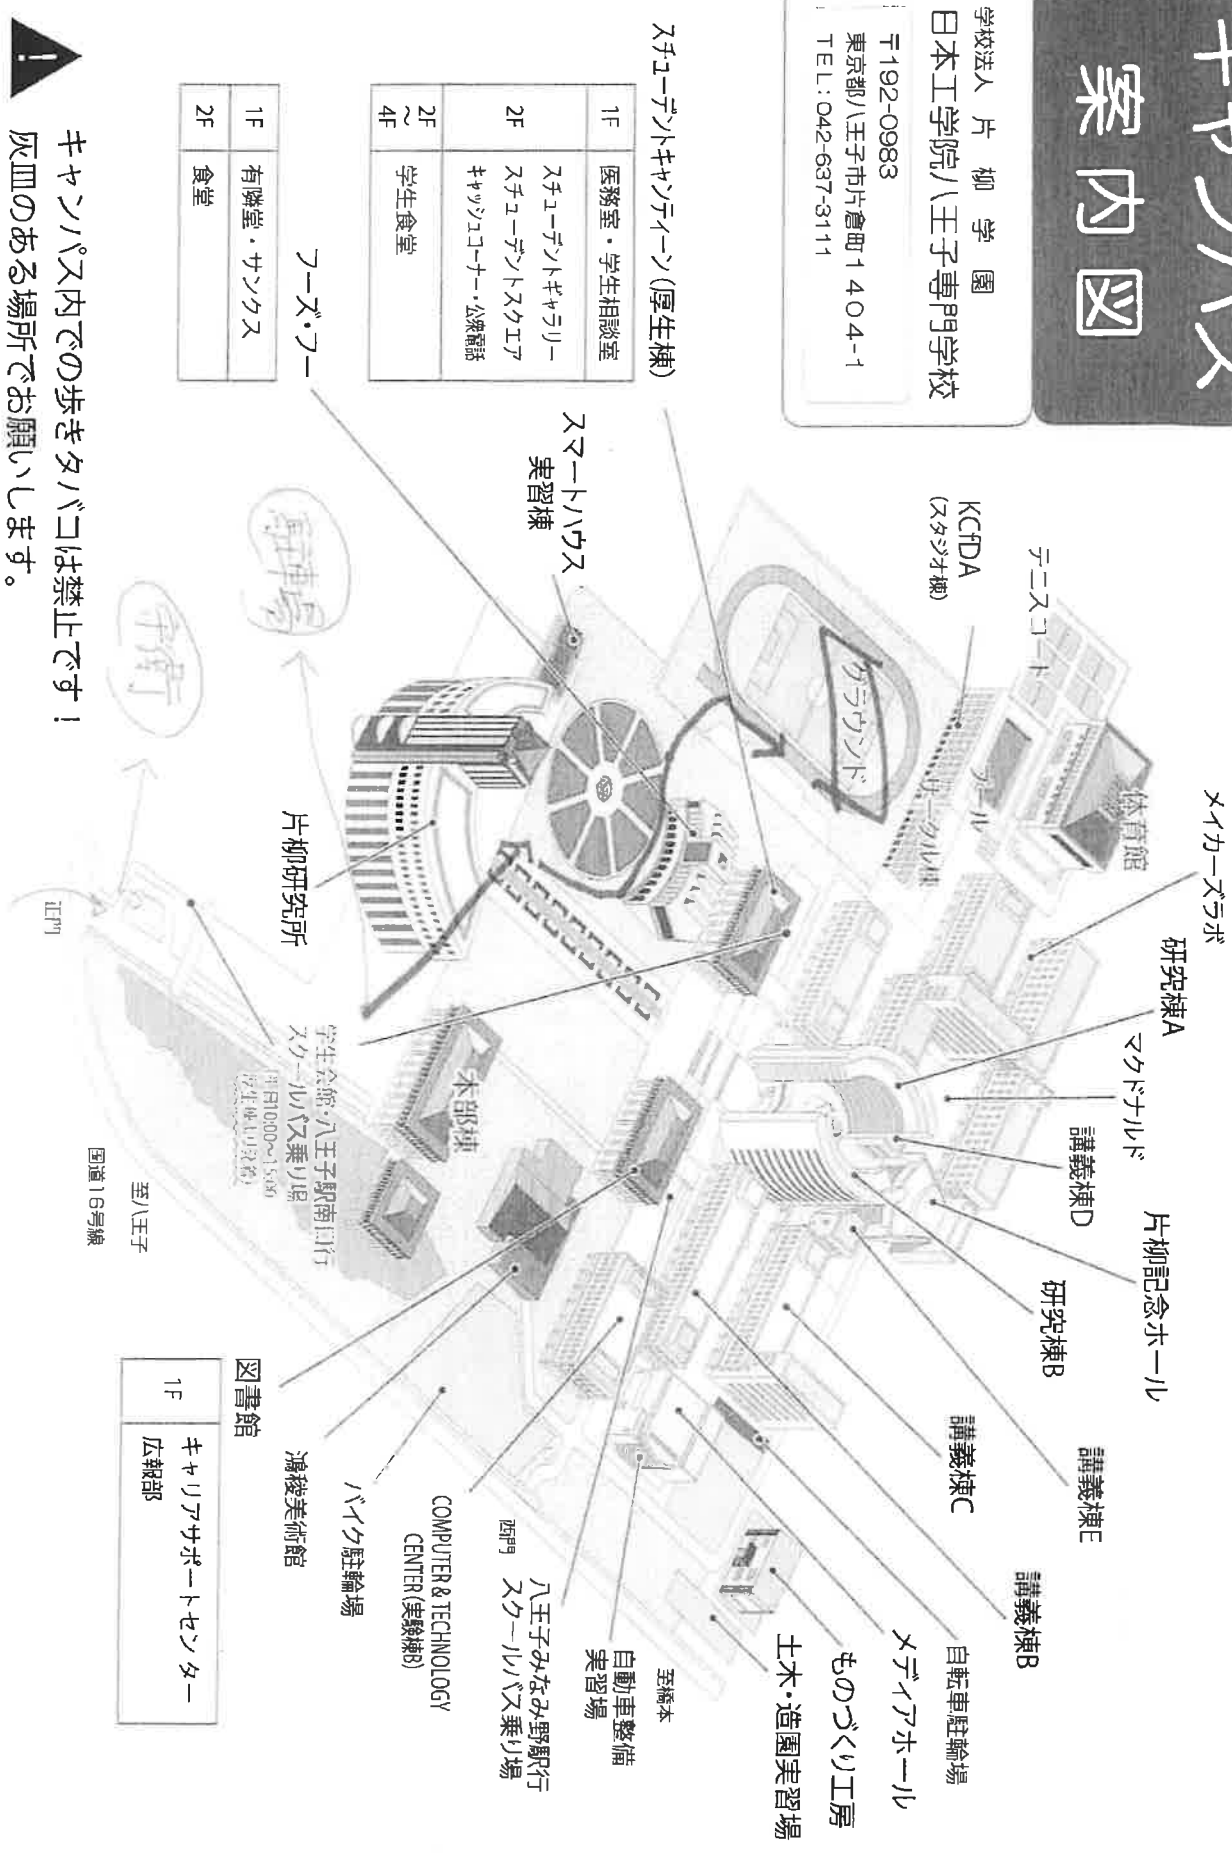 キャンパス
案内図
学校法人 片柳学園
日本工学院八王子専門学校
〒192-0983
東京都八王子市片倉町1404-1
TEL:042-637-3111
スチューデントキャンティーン(厚生棟)
1F 医務室・学生相談室
2F スチューデントギャラリー
スチューデントスクエア
キャッシュコーナー・公衆電話
2F～4F 学生食堂
フーズ・フー
1F 有隣堂・サンクス
2F 食堂
キャンパス内での歩きタバコは禁止です！
灰皿のある場所でお願いします。
メイカーズラボ
研究棟A
マクドナルド
講義棟D
片柳記念ホール
研究棟B
講義棟E
講義棟C
講義棟B
自転車駐輪場
メディアホール
ものづくり工房
土木・造園実習場
テニスコート
体育館
プール
サークル棟
KCfDA
(スタジオ棟)
グラウンド
スマートハウス
実習棟
駐車場
守衛所
片柳研究所
正門
本部棟
学生会館・八王子駅南口行
スクールバス乗り場
国道16号線
至八王子
図書館
鴻稜美術館
バイク駐輪場
COMPUTER & TECHNOLOGY
CENTER(実験棟B)
西門
八王子みなみ野駅行
スクールバス乗り場
自動車整備
実習場
至橋本
1F キャリアサポートセンター
広報部